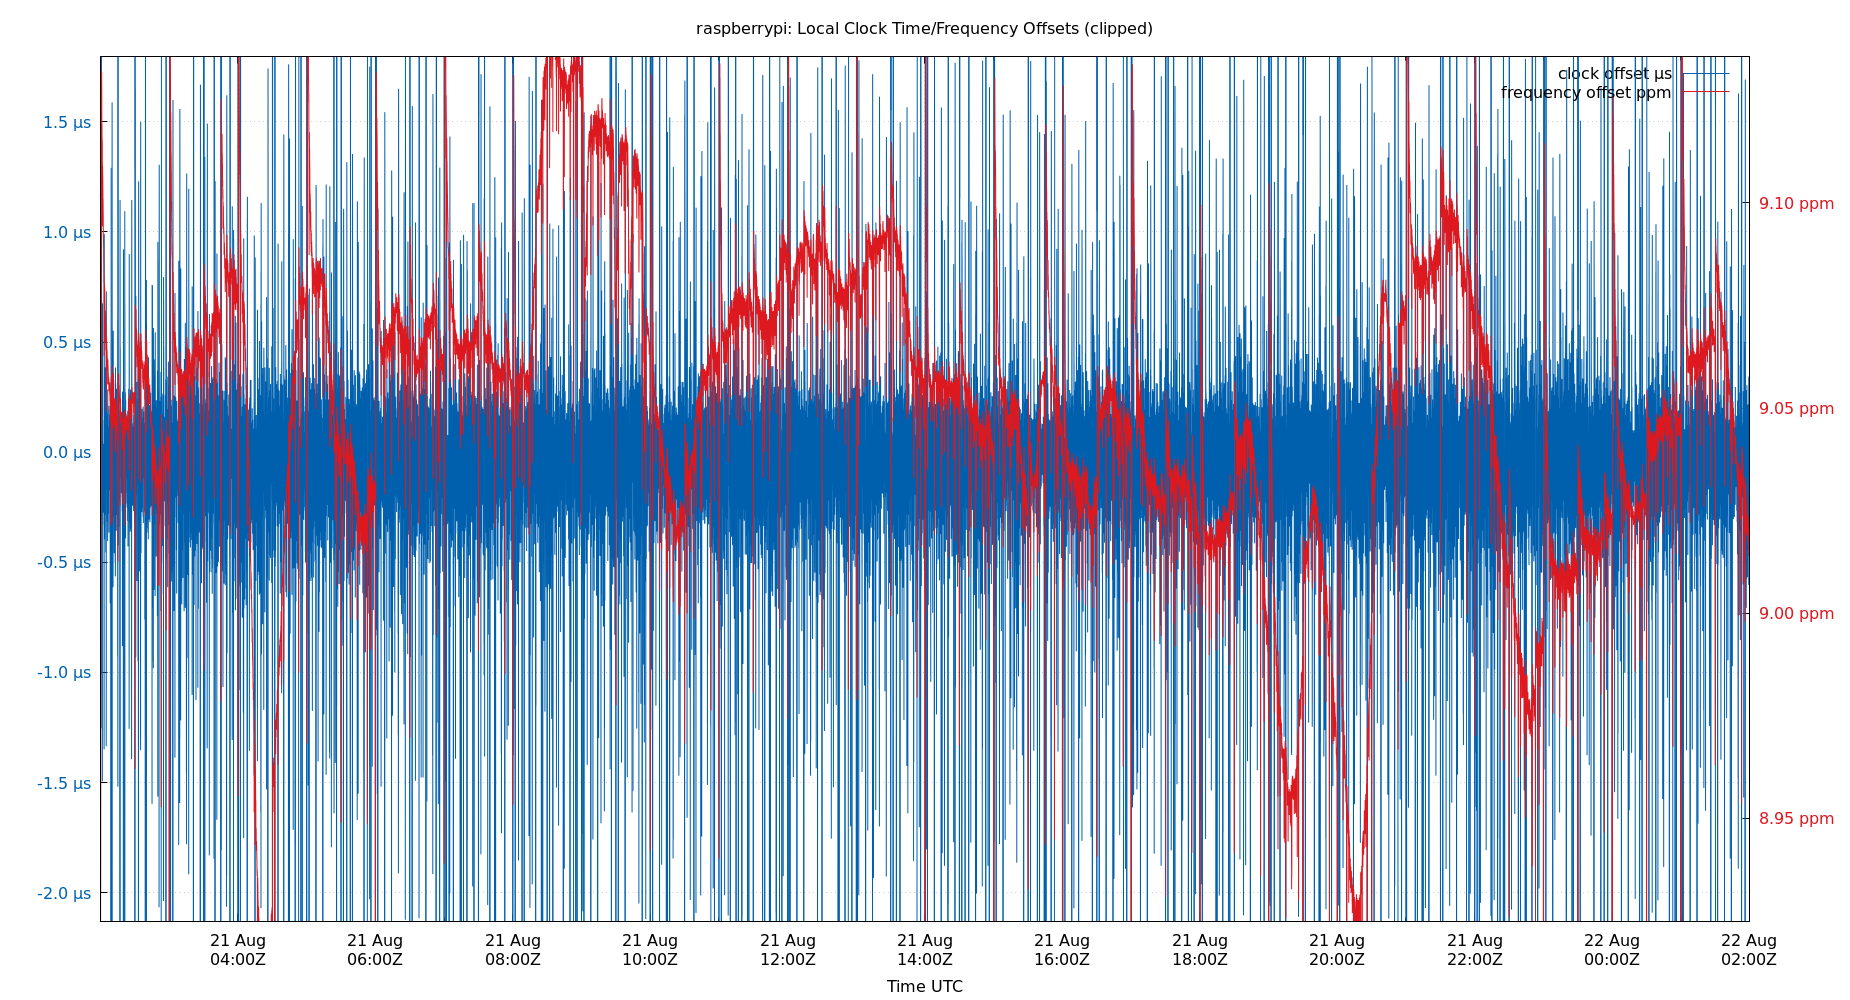 raspberrypi: Local Clock Time/Frequency Offsets (clipped)
clock offset µs
frequency offset ppm
1.5 µs
1.0 µs
0.5 µs
0.0 µs
-0.5 µs
-1.0 µs
-1.5 µs
-2.0 µs
9.10 ppm
9.05 ppm
9.00 ppm
8.95 ppm
21 Aug 21 Aug 21 Aug 21 Aug 21 Aug 21 Aug 21 Aug 21 Aug 21 Aug 21 Aug 22 Aug 22 Aug
04:00Z 06:00Z 08:00Z 10:00Z 12:00Z 14:00Z 16:00Z 18:00Z 20:00Z 22:00Z 00:00Z 02:00Z
Time UTC